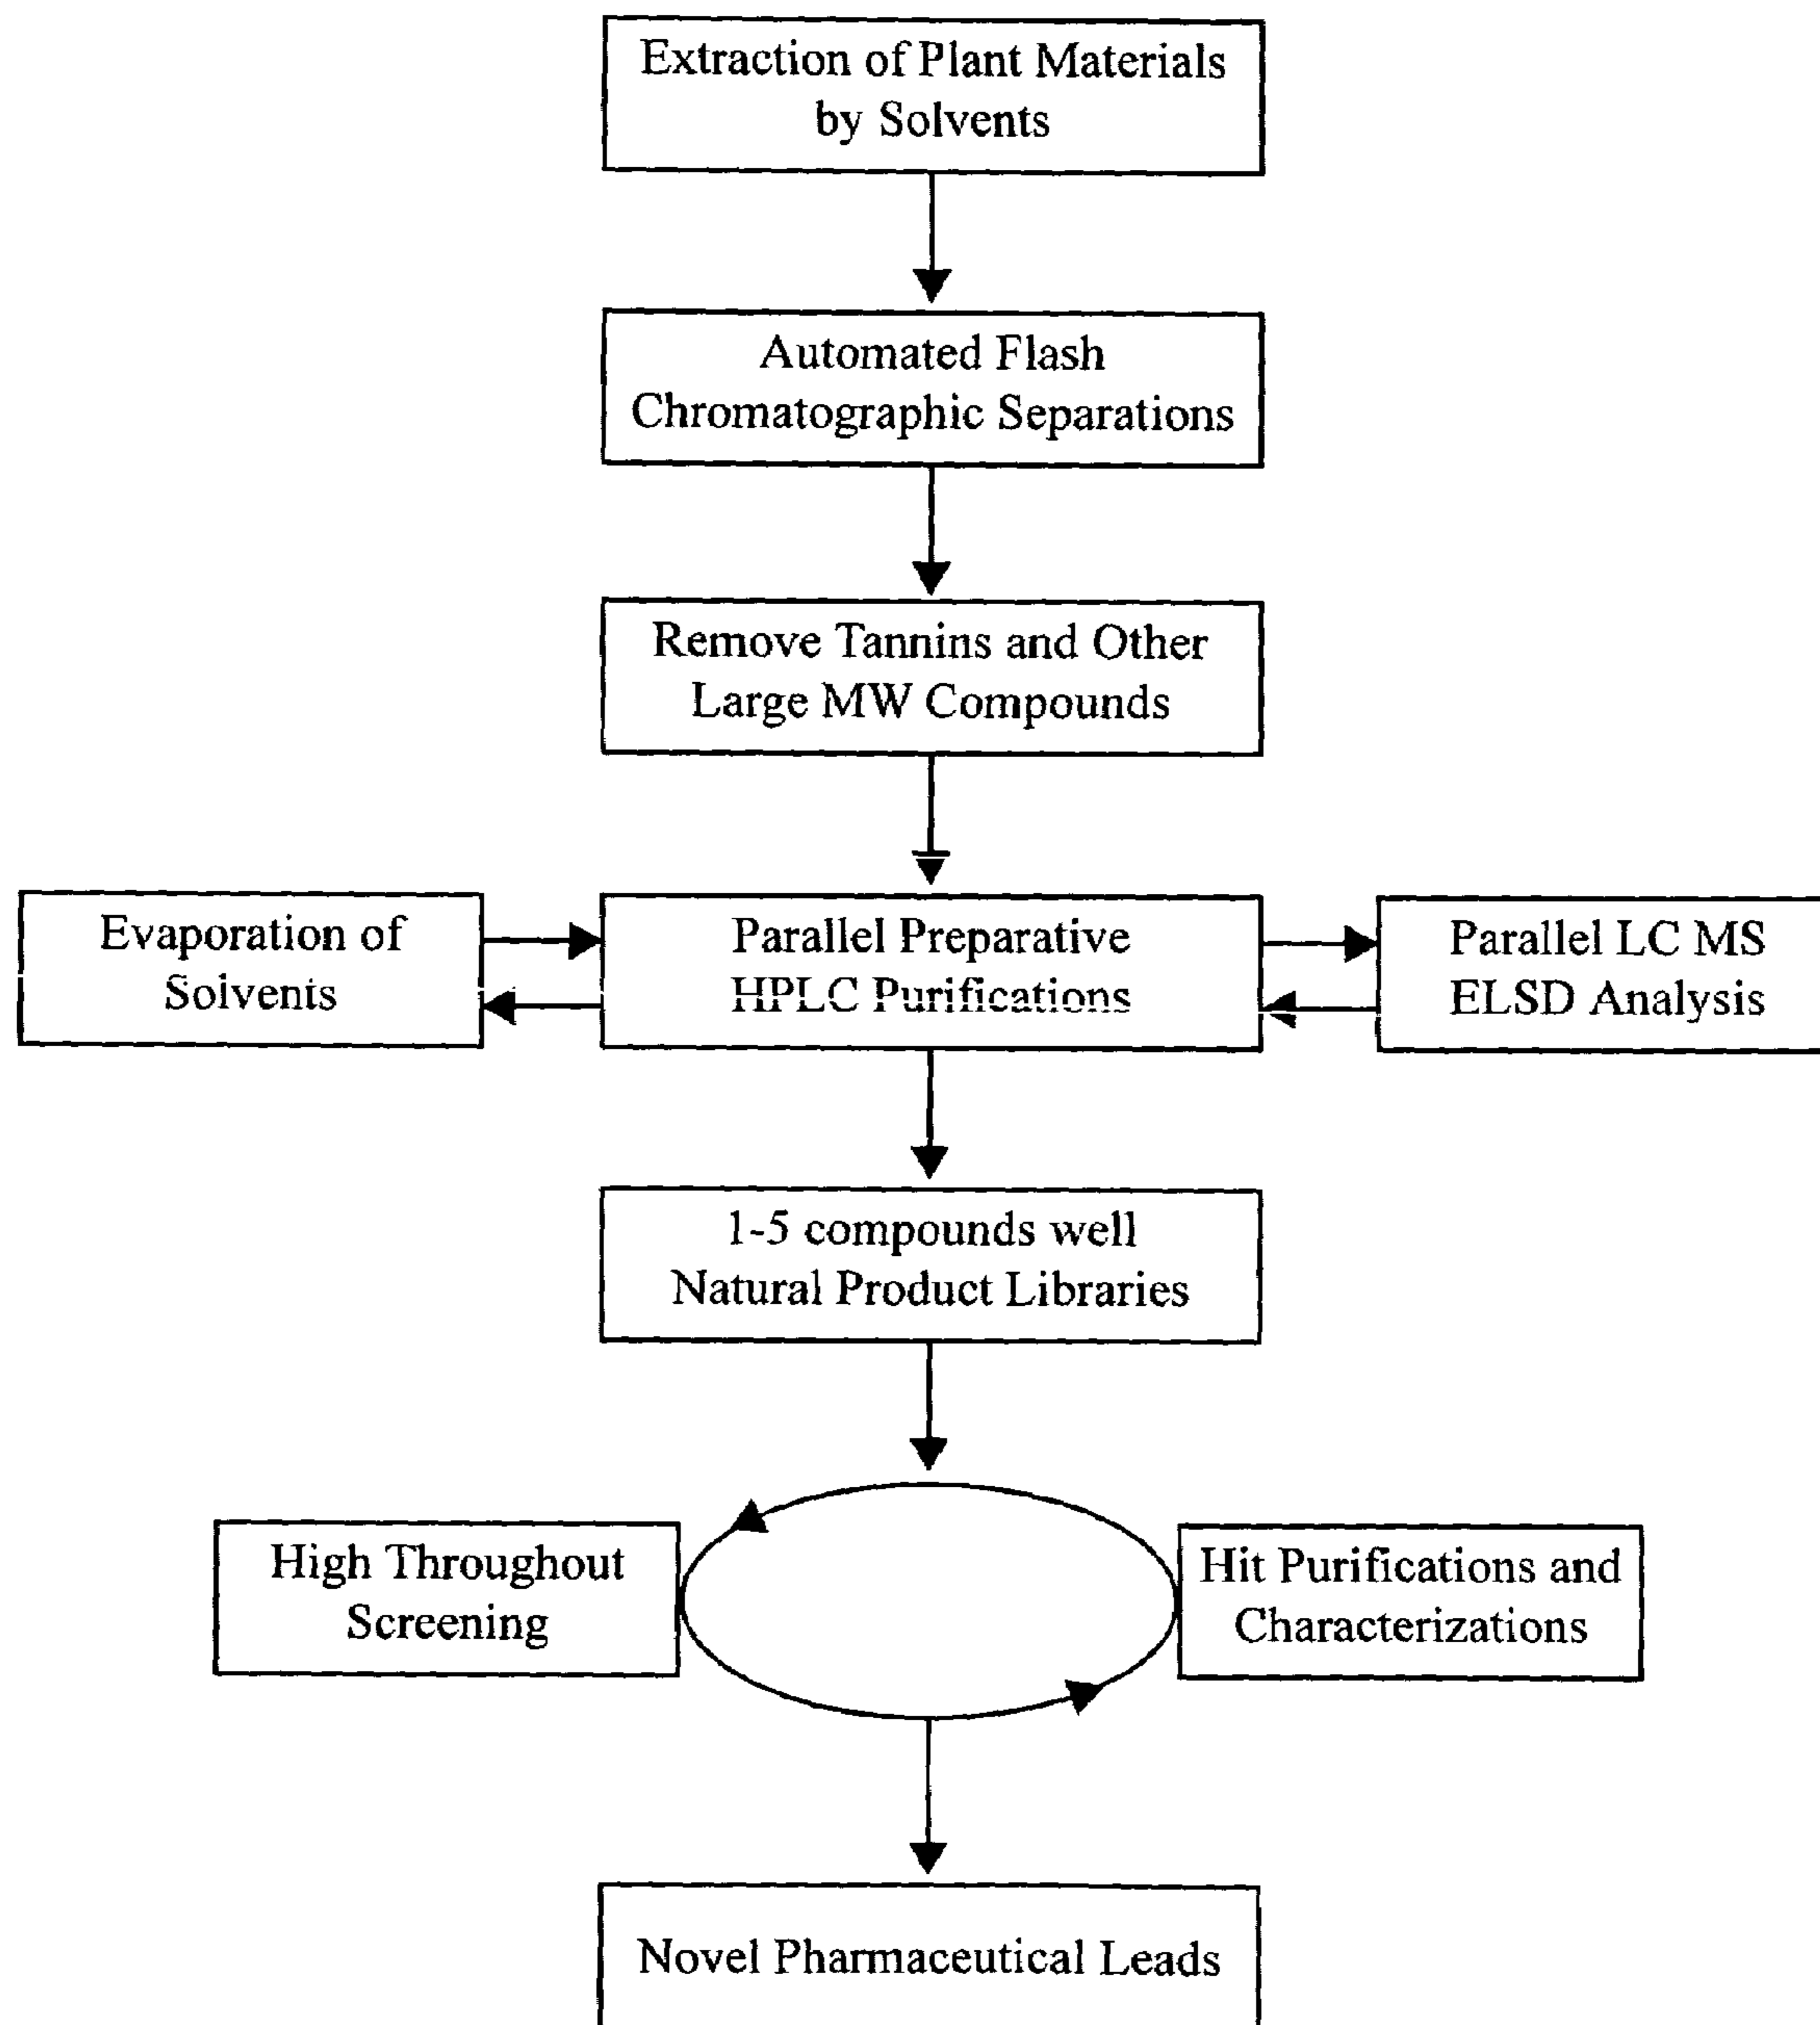 Extraction of Plant Materials
by Solvents
Automated Flash
Chromatographic Separations
Remove Tannins and Other
Large MW Compounds
Evaporation of
Solvents
Parallel Preparative
HPLC Purifications
Parallel LC MS
ELSD Analysis
1-5 compounds well
Natural Product Libraries
High Throughout
Screening
Hit Purifications and
Characterizations
Novel Pharmaceutical Leads